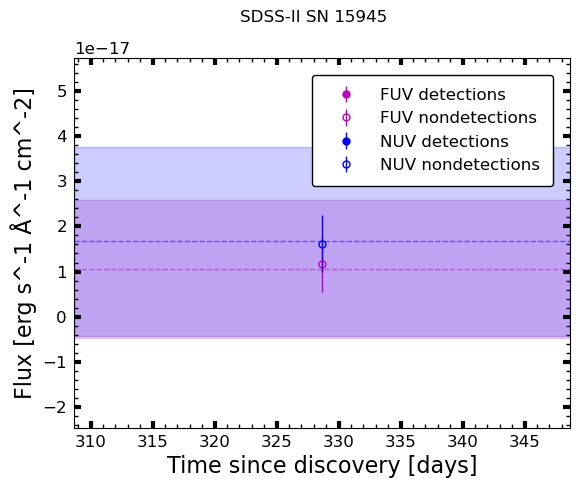 SDSS-II SN 15945
1e−17
5
4
3
2
1
0
−1
−2
Flux [erg s^-1 Å^-1 cm^-2]
FUV detections
FUV nondetections
NUV detections
NUV nondetections
310 315 320 325 330 335 340 345
Time since discovery [days]